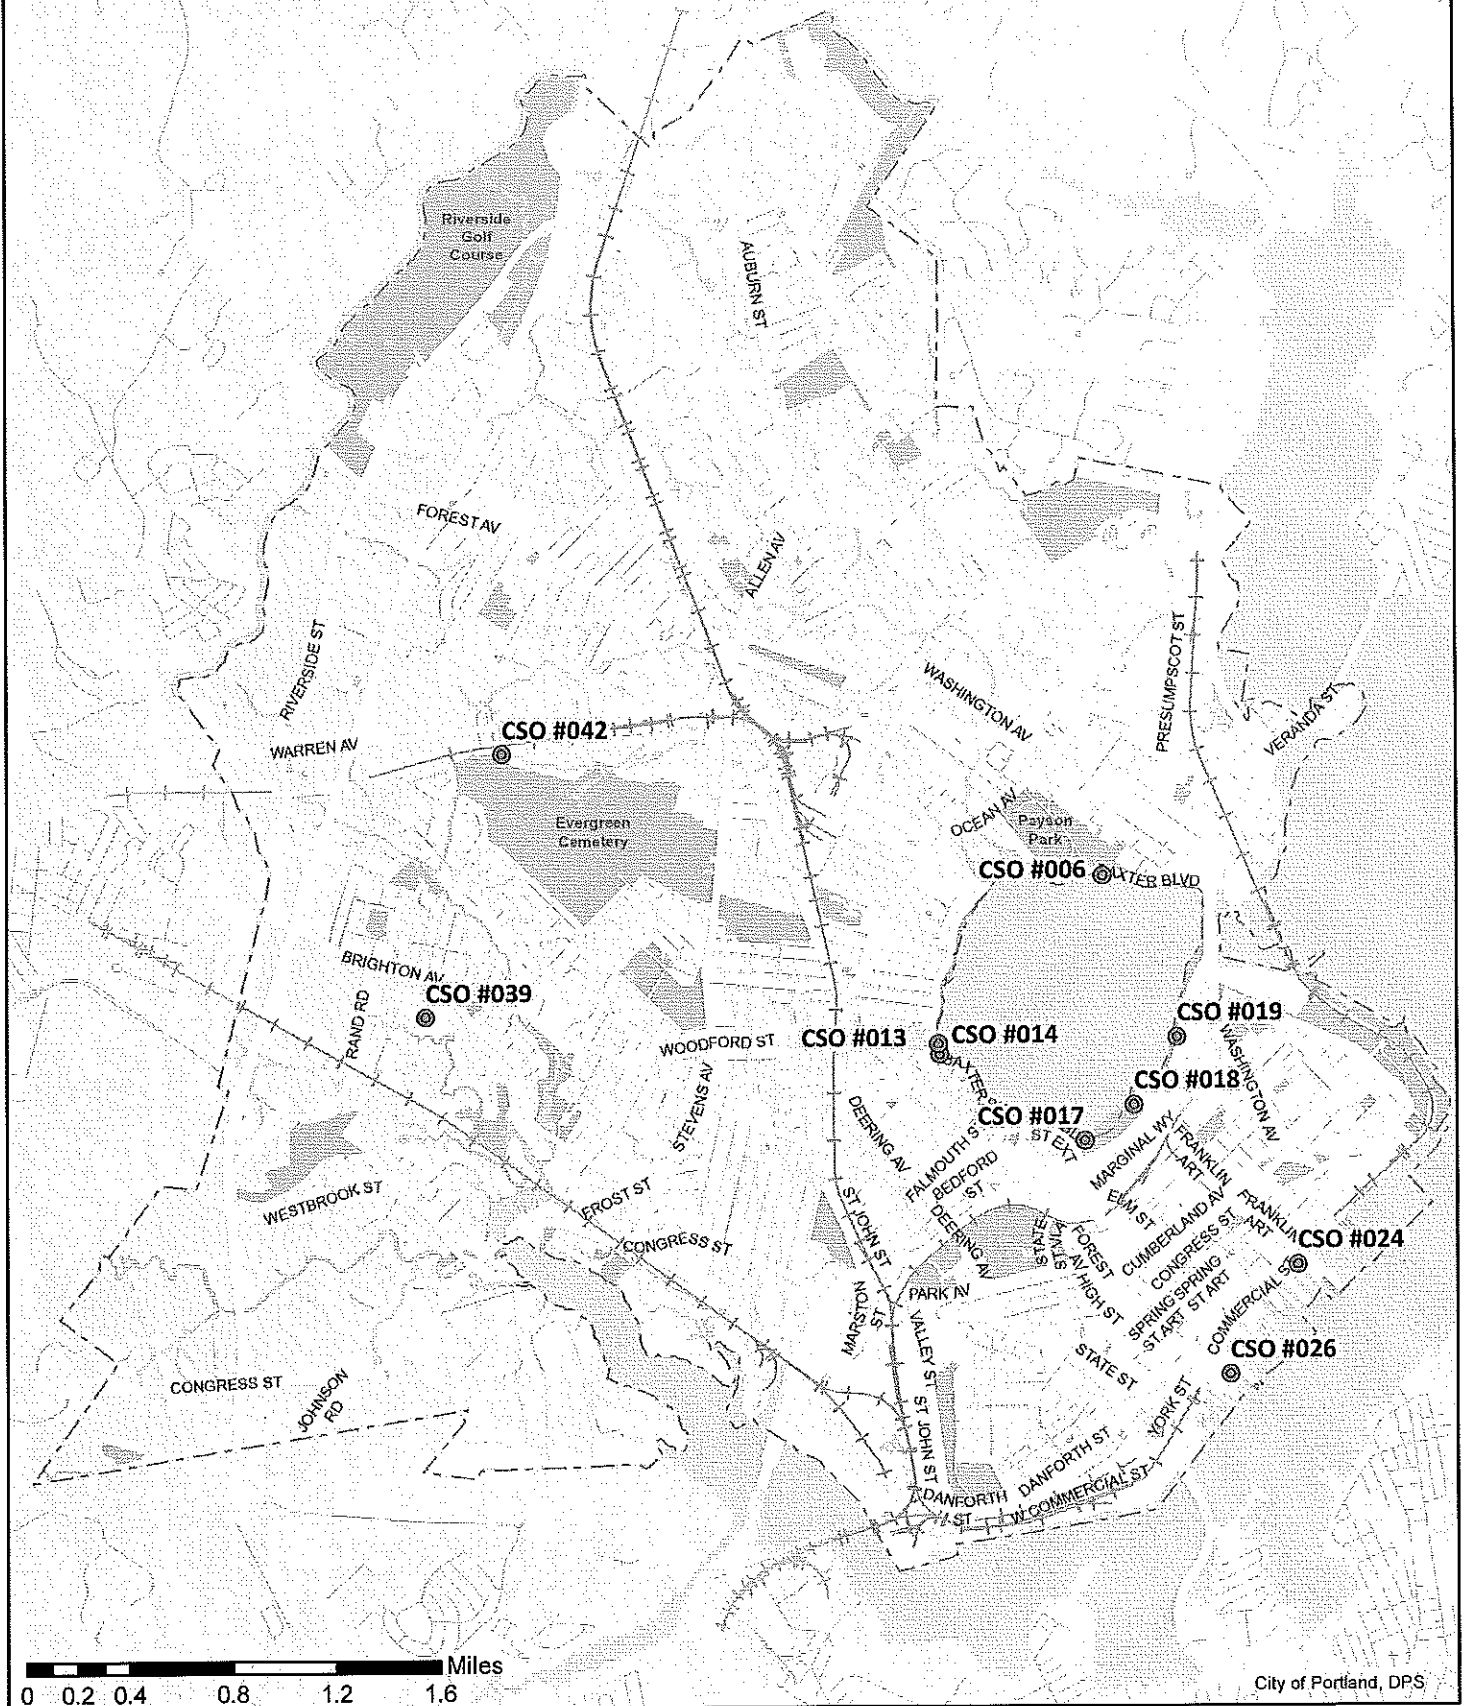 Riverside
Golf
Course
AUBURN ST
FOREST AV
ALLEN AV
RIVERSIDE ST
WASHINGTON AV
PRESUMPSCOT ST
VERANDA ST
CSO #042
WARREN AV
OCEAN AV
Payson
Park
Evergreen
Cemetery
CSO #006
XTER BLVD
BRIGHTON AV
CSO #039
RAND RD
WOODFORD ST
STEVENS AV
CSO #013
CSO #014
CSO #019
WASHINGTON AV
BAXTER
CSO #018
CSO #017
ST EXT
DEERING AV
FALMOUTH S
BEDFORD
ST
MARGINAL WY
FRANKLIN
ART
FRANKLIN
ART
ELM ST
WESTBROOK ST
FROST ST
CONGRESS ST
ST JOHN ST
DEERING AV
STATE
FOREST
AV
HIGH ST
CUMBERLAND AV
CONGRESS ST
SPRING
ST ART
SPRING
ST ART
CSO #024
COMMERCIAL ST
PARK AV
MARSTON
ST
VALLEY ST
STATE ST
CSO #026
YORK ST
CONGRESS ST
JOHNSON
RD
ST JOHN ST
DANFORTH ST
DANFORTH
ST
W COMMERCIAL ST
Miles
0 0.2 0.4 0.8 1.2 1.6
City of Portland, DPS